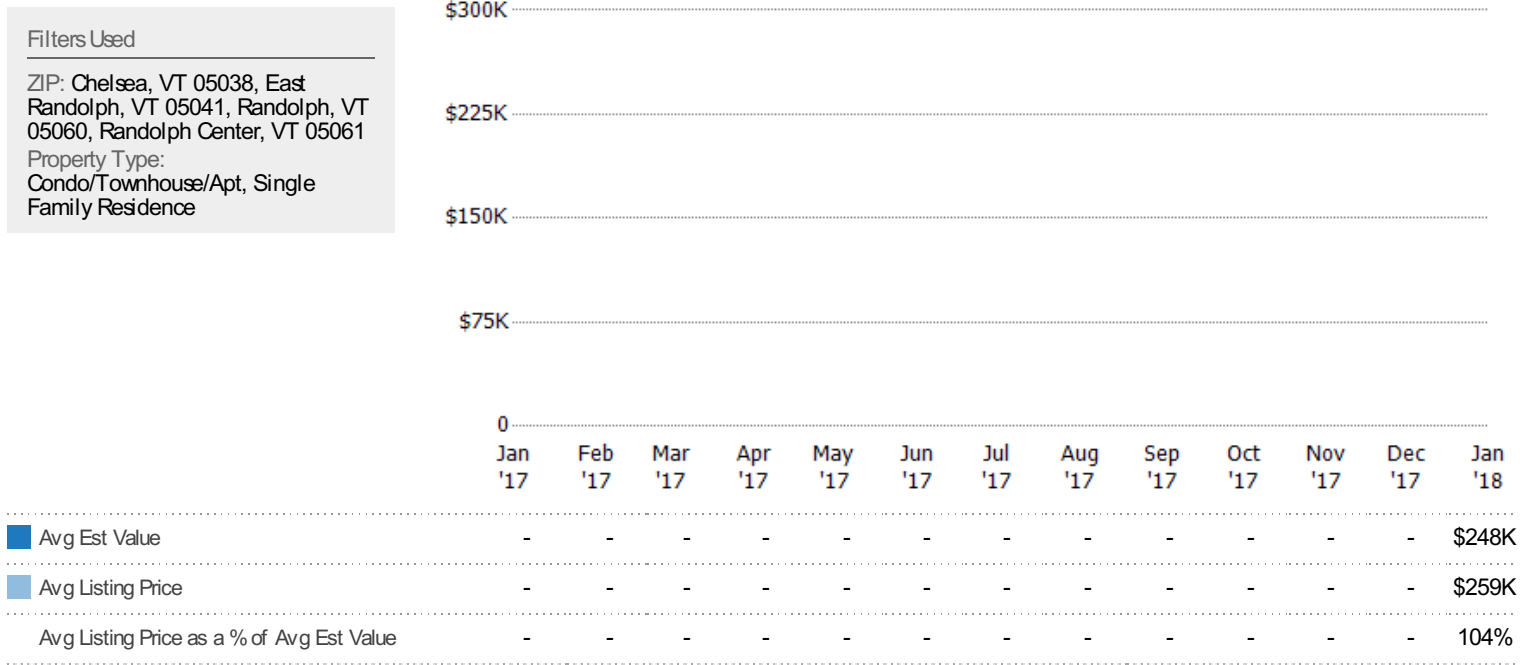 Filters Used
ZIP: Chelsea, VT 05038, East
Randolph, VT 05041, Randolph, VT
05060, Randolph Center, VT 05061
Property Type:
Condo/Townhouse/Apt, Single
Family Residence
$300K
$225K
$150K
$75K
0
Jan Feb Mar Apr May Jun Jul Aug Sep Oct Nov Dec Jan
'17 '17 '17 '17 '17 '17 '17 '17 '17 '17 '17 '17 '18
Avg Est Value - - - - - - - - - - - - $248K
Avg Listing Price - - - - - - - - - - - - $259K
Avg Listing Price as a % of Avg Est Value - - - - - - - - - - - - 104%